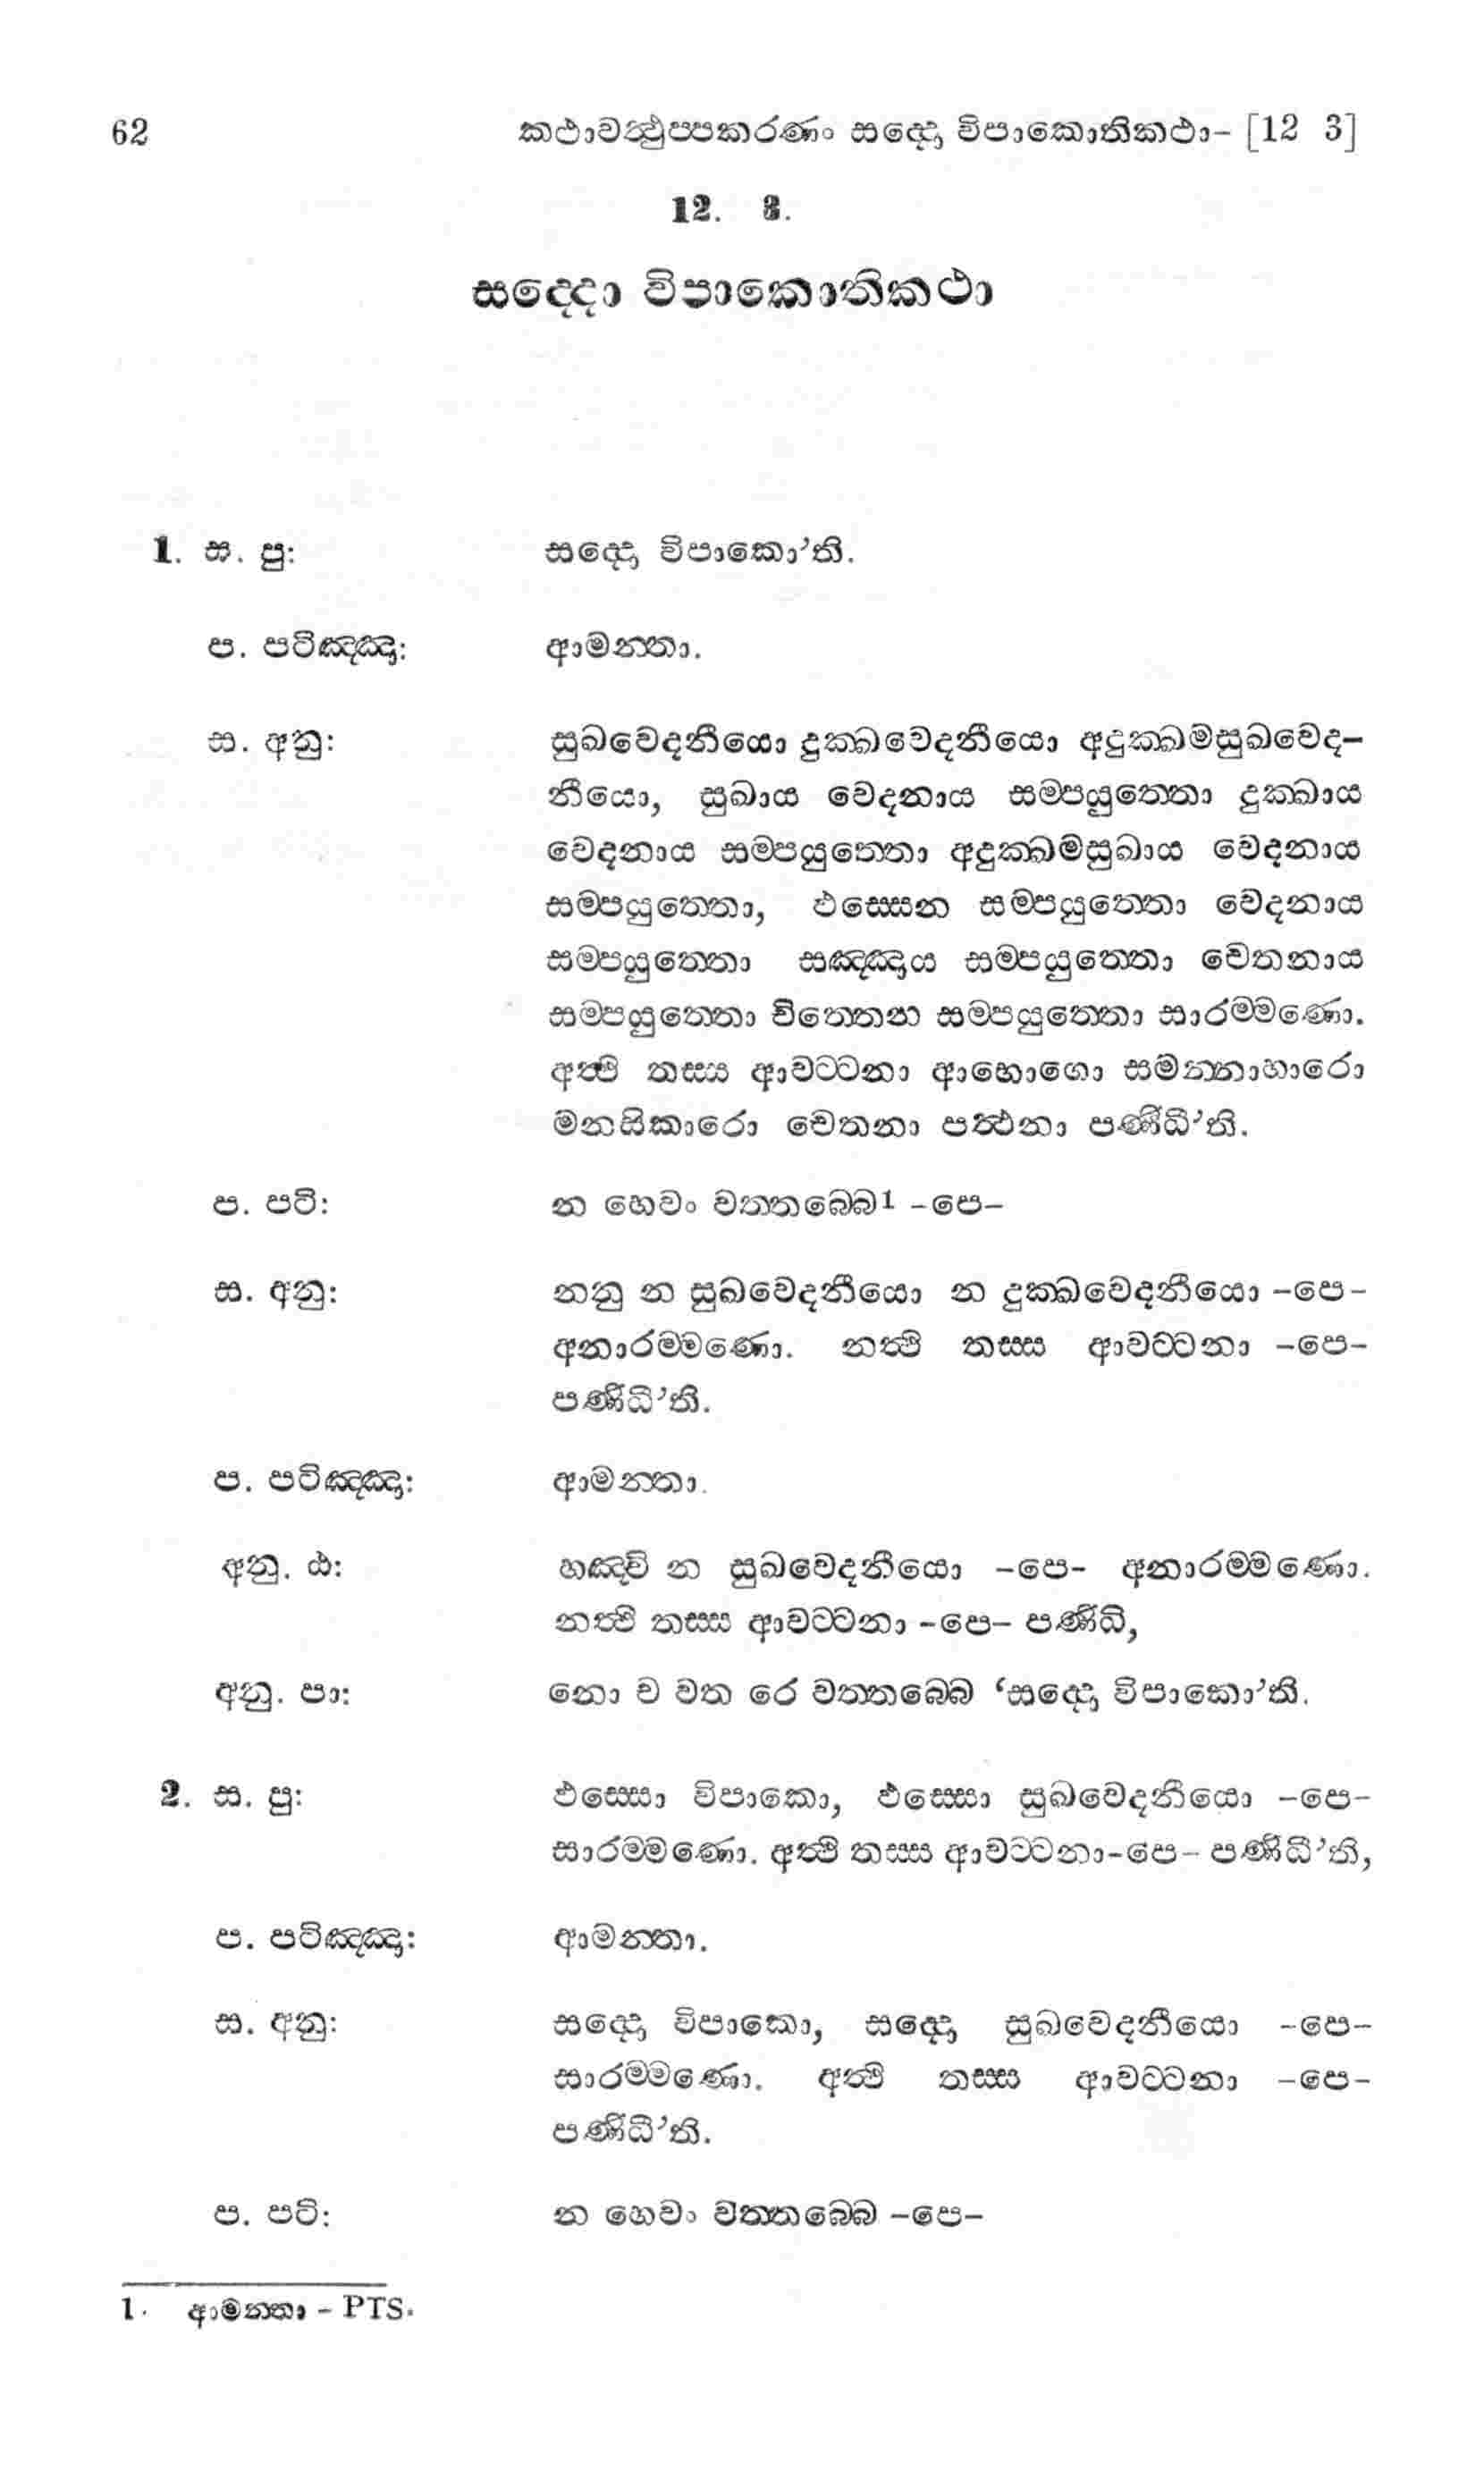 62 කථාවත්ථුප්පකරණං සද්දො විපාකොතිකථා- [12 3]
12. 3.
සද්දො විපාකොතිකථා
1. ස. පු: සද්දො විපාකො’ති.
ප. පටිඤ්ඤා: ආමන්තා.
ස. අනු: සුඛවෙදනීයො දුක්ඛවෙදනීයො අදුක්ඛමසුඛවෙද–
නීයො, සුඛාය වෙදනාය සම්පයුත්තො දුක්ඛාය
වෙදනාය සම්පයුත්තො අදුක්ඛමසුඛාය වෙදනාය
සම්පයුත්තො, ඵස්සෙන සම්පයුත්තො වෙදනාය
සම්පයුත්තො සඤ්ඤාය සම්පයුත්තො චෙතනාය
සම්පයුත්තො චිත්තෙන සම්පයුත්තො සාරම්මණො.
අත්ථි තස්ස ආවට්ටනා ආභොගො සමන්නාහාරො
මනසිකාරො චෙතනා පත්ථනා පණිධී’ති.
ප. පටි: න හෙවං වත්තබ්බෙ1 -පෙ-
ස. අනු: නනු න සුඛවෙදනීයො න දුක්ඛවෙදනීයො -පෙ-
අනාරම්මණො. නත්ථි තස්ස ආවට්ටනා -පෙ-
පණිධී’ති.
ප. පටිඤ්ඤා: ආමන්තා.
අනු. ඨ: හඤ්චි න සුඛවෙදනීයො -පෙ- අනාරම්මණො.
නත්ථි තස්ස ආවට්ටනා -පෙ- පණිධි,
අනු. පා: නො ච වත රෙ වත්තබ්බෙ ‘සද්දො විපාකො’ති.
2. ස. පු: ඵස්සො විපාකො, ඵස්සො සුඛවෙදනීයො -පෙ-
සාරම්මණො. අත්ථි තස්ස ආවට්ටනා-පෙ- පණිධී’ති,
ප. පටිඤ්ඤා: ආමන්තා.
ස. අනු: සද්දො විපාකො, සද්දො සුඛවෙදනීයො -පෙ-
සාරම්මණො. අත්ථි තස්ස ආවට්ටනා -පෙ-
පණිධී’ති.
ප. පටි: න හෙවං වත්තබ්බෙ -පෙ-
1. ආමන්තා - PTS.